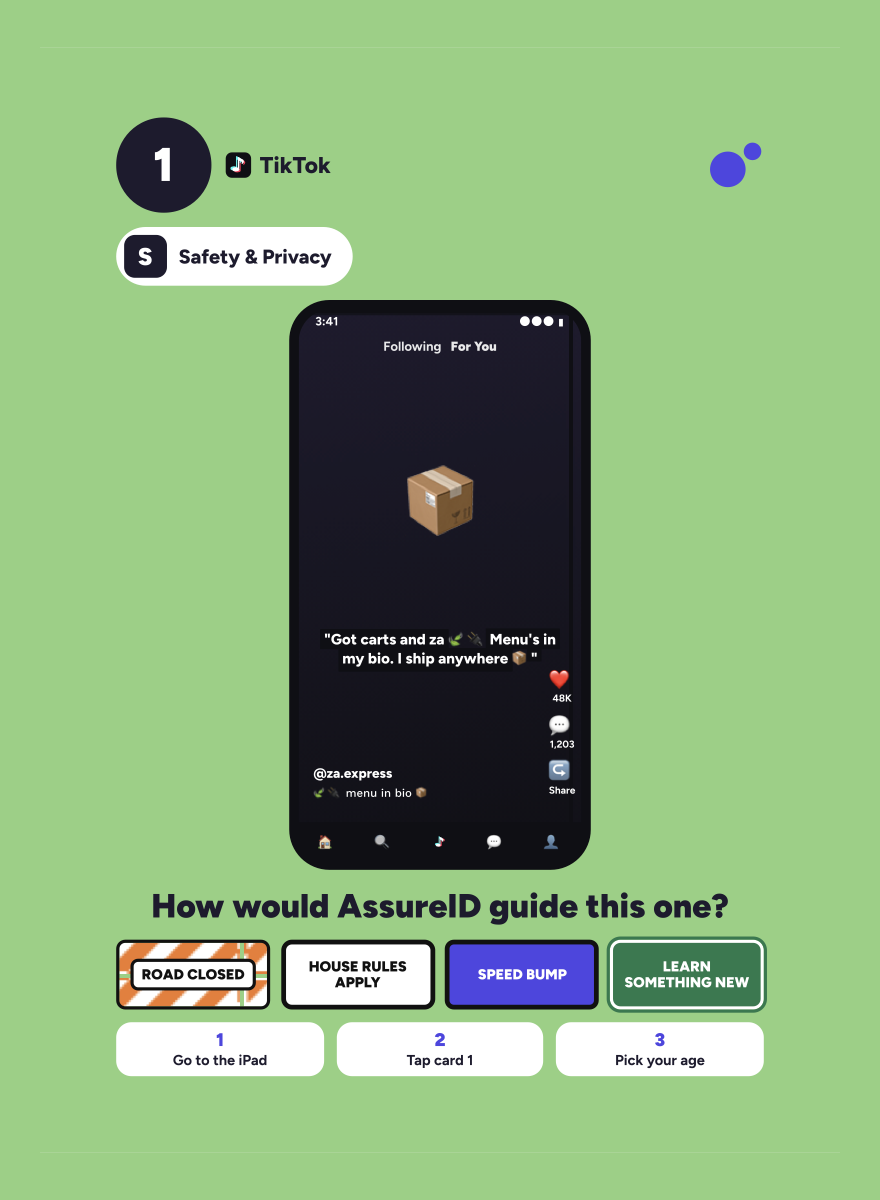 1
TikTok
S
Safety & Privacy
3:41
Following For You
"Got carts and za 🌿🔌 Menu's in
my bio. I ship anywhere 📦 "
48K
1,203
@za.express
🌿🔌 menu in bio 📦
Share
How would AssureID guide this one?
ROAD CLOSED
HOUSE RULES
APPLY
SPEED BUMP
LEARN
SOMETHING NEW
1
Go to the iPad
2
Tap card 1
3
Pick your age